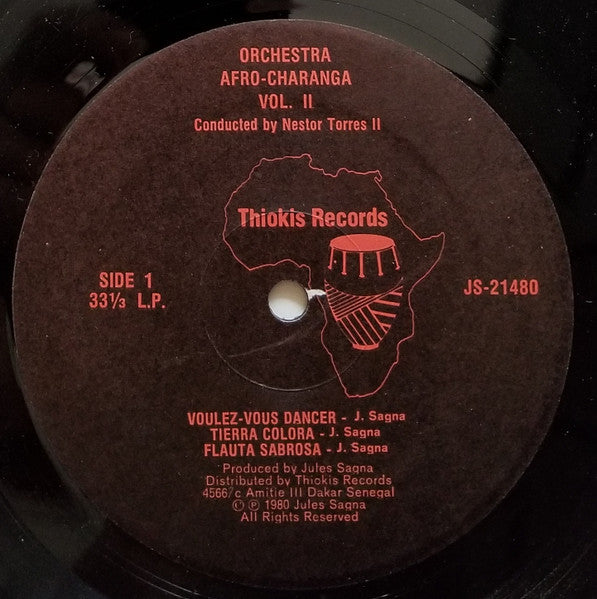 ORCHESTRA
AFRO-CHARANGA
VOL. II
Conducted by Nestor Torres II
Thiokis Records
SIDE 1
33⅓ L.P.
JS-21480
VOULEZ-VOUS DANCER - J. Sagna
TIERRA COLORA - J. Sagna
FLAUTA SABROSA - J. Sagna
Produced by Jules Sagna
Distributed by Thiokis Records
4566/c Amitie III Dakar Senegal
© ℗ 1980 Jules Sagna
All Rights Reserved